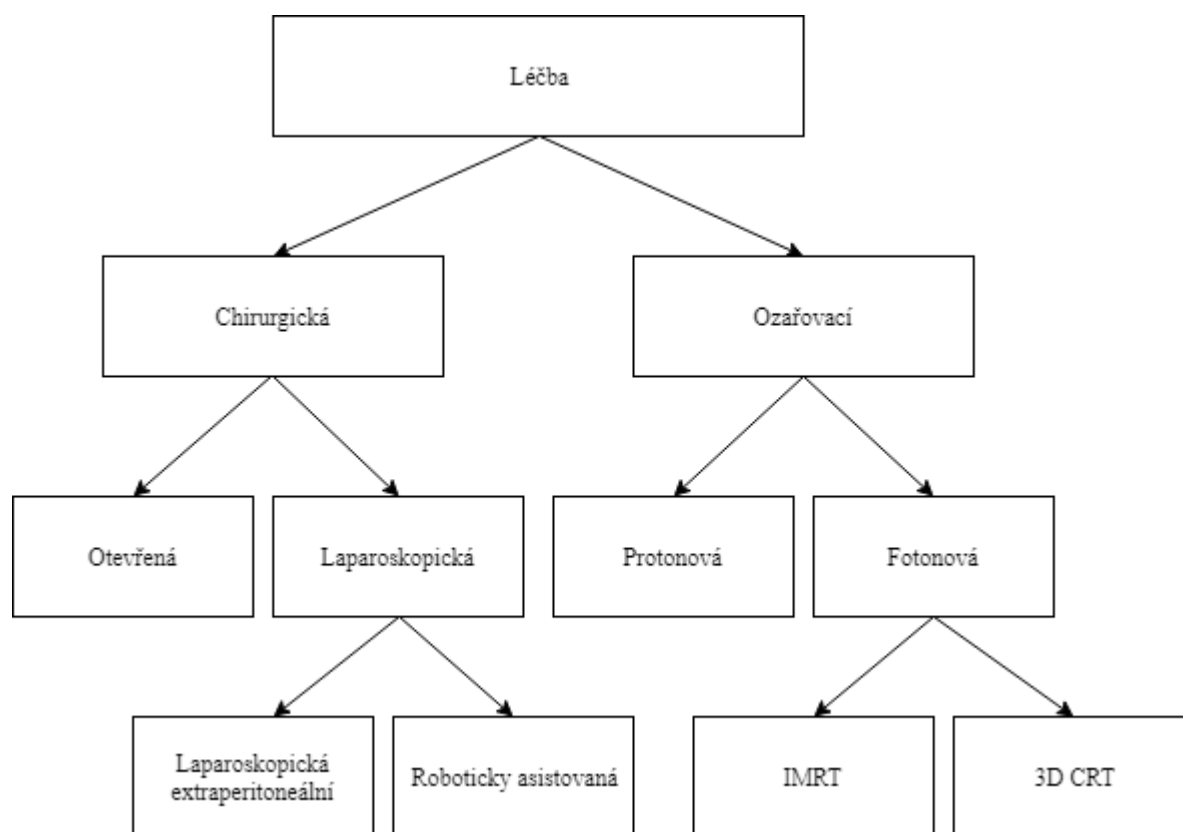 Léčba
Chirurgická
Ozařovací
Otevřená
Laparoskopická
Protonová
Fotonová
Laparoskopická
extraperitoneální
Roboticky asistovaná
IMRT
3D CRT